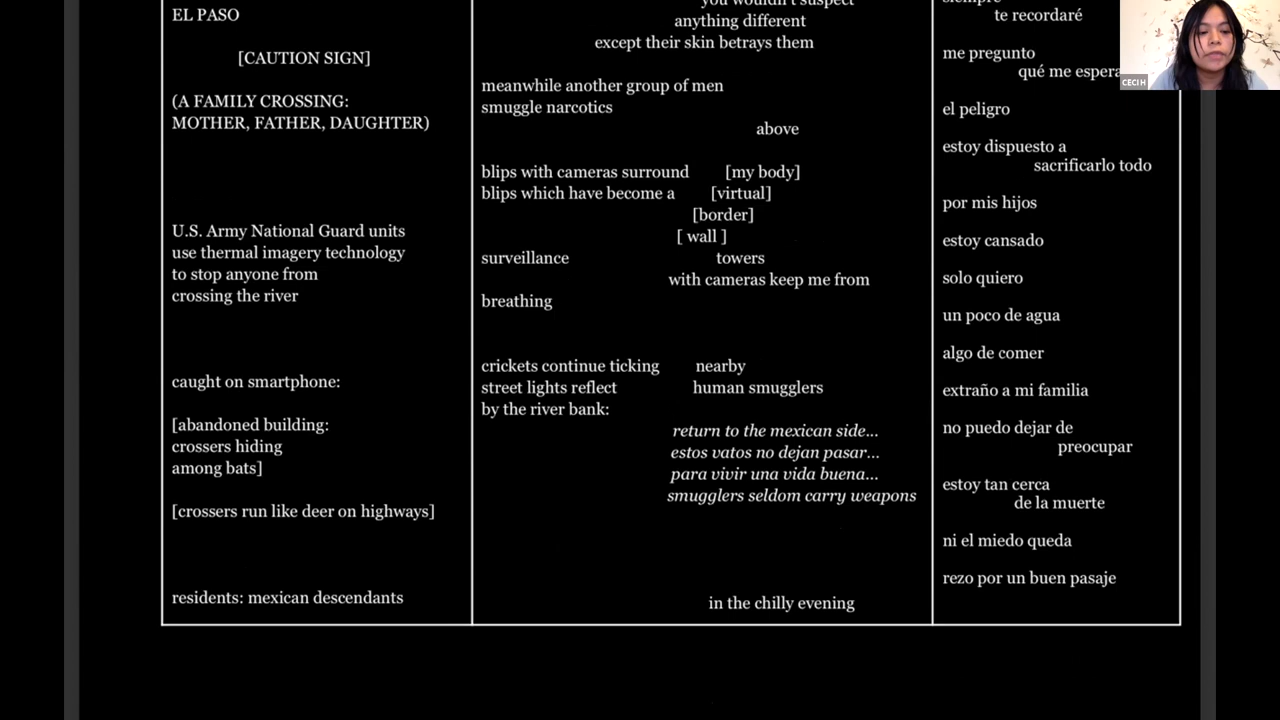 EL PASO
[CAUTION SIGN]
(A FAMILY CROSSING:
MOTHER, FATHER, DAUGHTER)
U.S. Army National Guard units
use thermal imagery technology
to stop anyone from
crossing the river
caught on smartphone:
[abandoned building:
crossers hiding
among bats]
[crossers run like deer on highways]
residents: mexican descendants
you wouldn't suspect
anything different
except their skin betrays them
meanwhile another group of men
smuggle narcotics
above
blips with cameras surround [my body]
blips which have become a [virtual]
[border]
[ wall ]
surveillance towers
with cameras keep me from
breathing
crickets continue ticking nearby
street lights reflect human smugglers
by the river bank:
return to the mexican side...
estos vatos no dejan pasar...
para vivir una vida buena...
smugglers seldom carry weapons
in the chilly evening
siempre
te recordaré
me pregunto
qué me espera
el peligro
estoy dispuesto a
sacrificarlo todo
por mis hijos
estoy cansado
solo quiero
un poco de agua
algo de comer
extraño a mi familia
no puedo dejar de
preocupar
estoy tan cerca
de la muerte
ni el miedo queda
rezo por un buen pasaje
CECI H